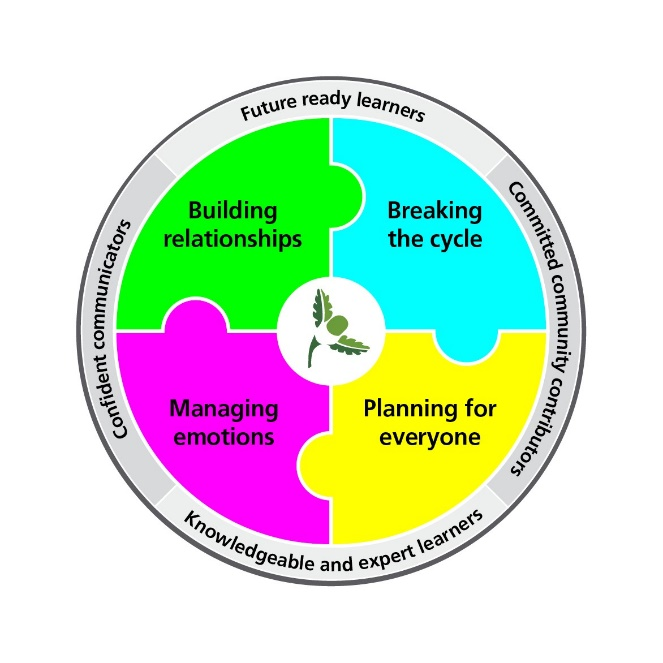 Future ready learners
Building
relationships
Breaking
the cycle
Confident communicators
Committed community contributors
Managing
emotions
Planning for
everyone
Knowledgeable and expert learners